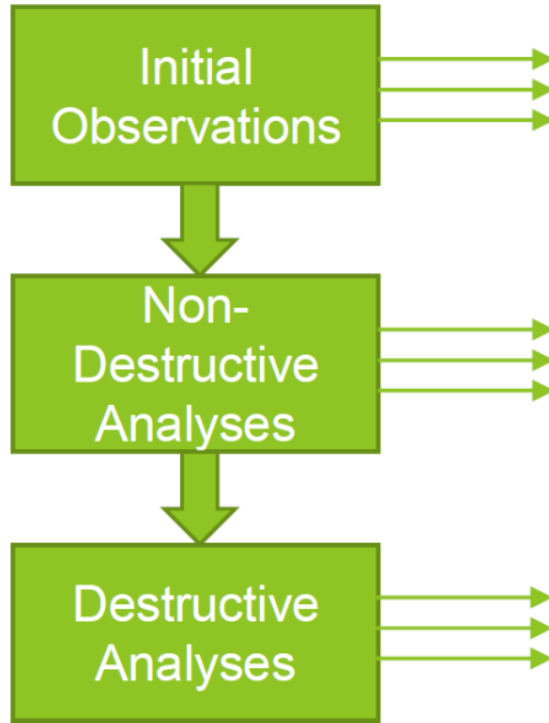 Initial
Observations
Non-
Destructive
Analyses
Destructive
Analyses